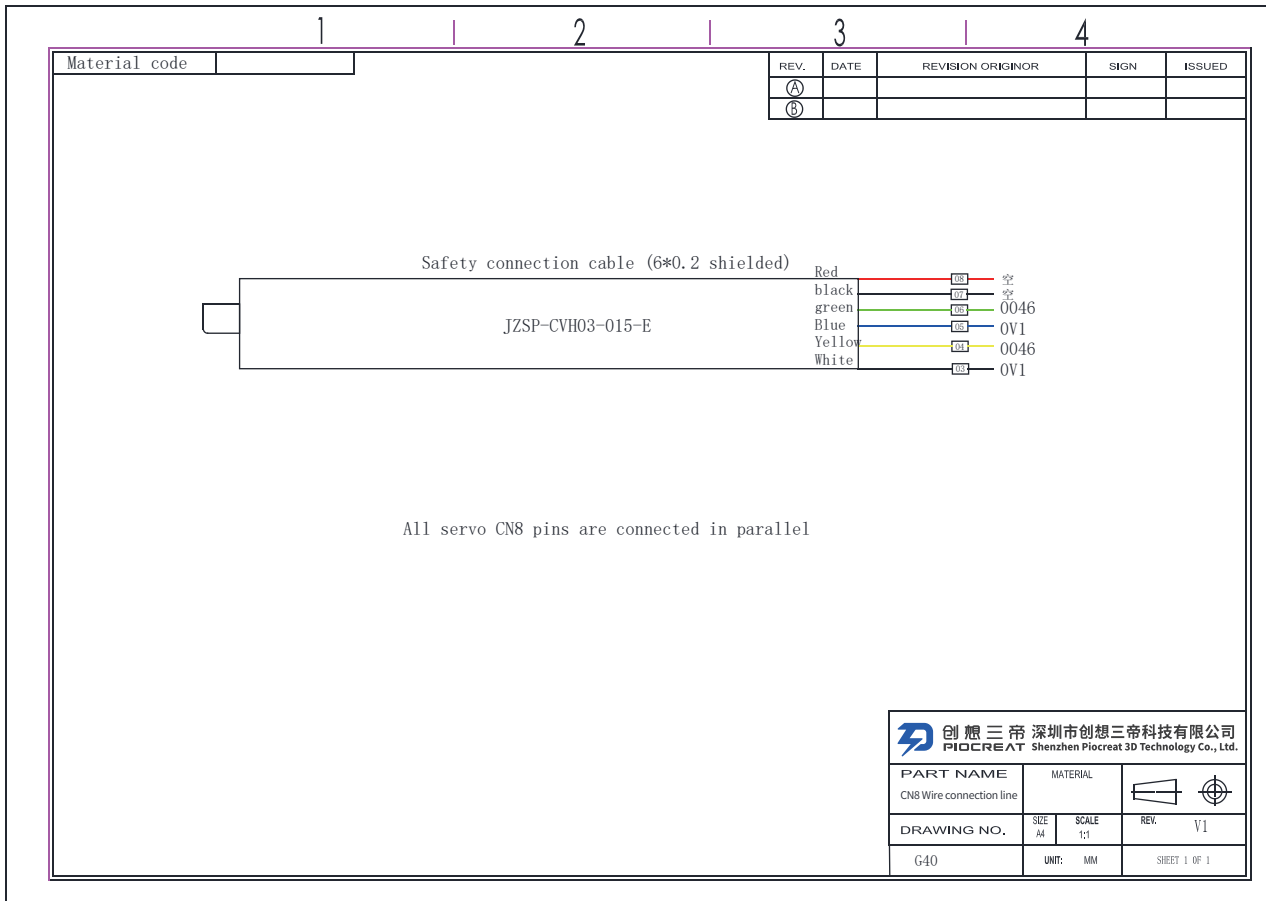 1 2 3 4
Material code
REV. DATE REVISION ORIGINOR SIGN ISSUED
A
B
Safety connection cable (6*0.2 shielded)
JZSP-CVH03-015-E
Red 08 空
black 07 空
green 06 0046
Blue 05 0V1
Yellow 04 0046
White 03 0V1
All servo CN8 pins are connected in parallel
创想三帝 深圳市创想三帝科技有限公司
PIOCREAT Shenzhen Piocreat 3D Technology Co., Ltd.
PART NAME MATERIAL
CN8 Wire connection line
DRAWING NO. SIZE SCALE REV. V1
A4 1:1
G40 UNIT: MM SHEET 1 OF 1